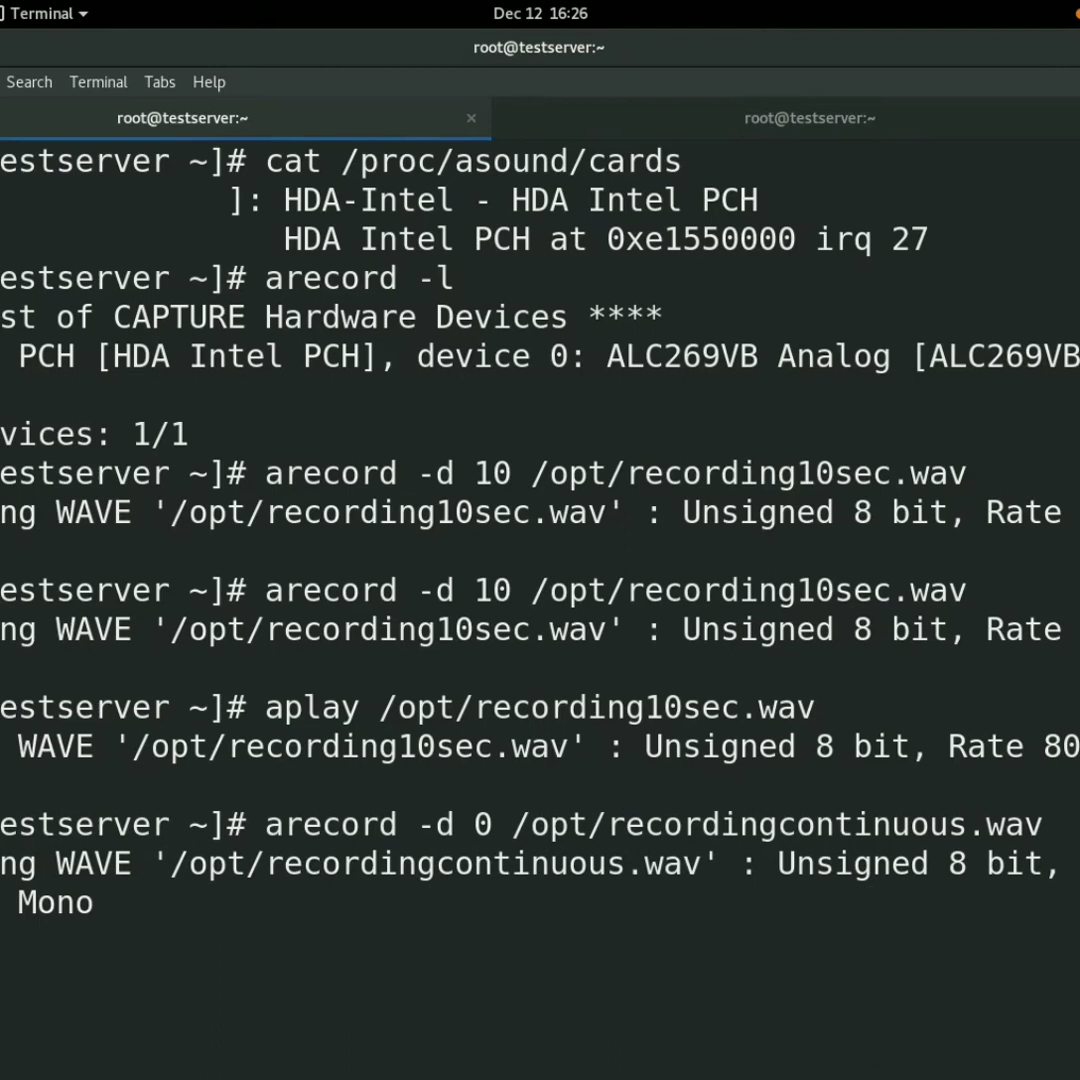 Terminal
Dec 12 16:26
root@testserver:~
Search Terminal Tabs Help
root@testserver:~ × root@testserver:~
estserver ~]# cat /proc/asound/cards
]: HDA-Intel - HDA Intel PCH
HDA Intel PCH at 0xe1550000 irq 27
estserver ~]# arecord -l
st of CAPTURE Hardware Devices ****
PCH [HDA Intel PCH], device 0: ALC269VB Analog [ALC269VB
vices: 1/1
estserver ~]# arecord -d 10 /opt/recording10sec.wav
ng WAVE '/opt/recording10sec.wav' : Unsigned 8 bit, Rate
estserver ~]# arecord -d 10 /opt/recording10sec.wav
ng WAVE '/opt/recording10sec.wav' : Unsigned 8 bit, Rate
estserver ~]# aplay /opt/recording10sec.wav
WAVE '/opt/recording10sec.wav' : Unsigned 8 bit, Rate 80
estserver ~]# arecord -d 0 /opt/recordingcontinuous.wav
ng WAVE '/opt/recordingcontinuous.wav' : Unsigned 8 bit,
Mono